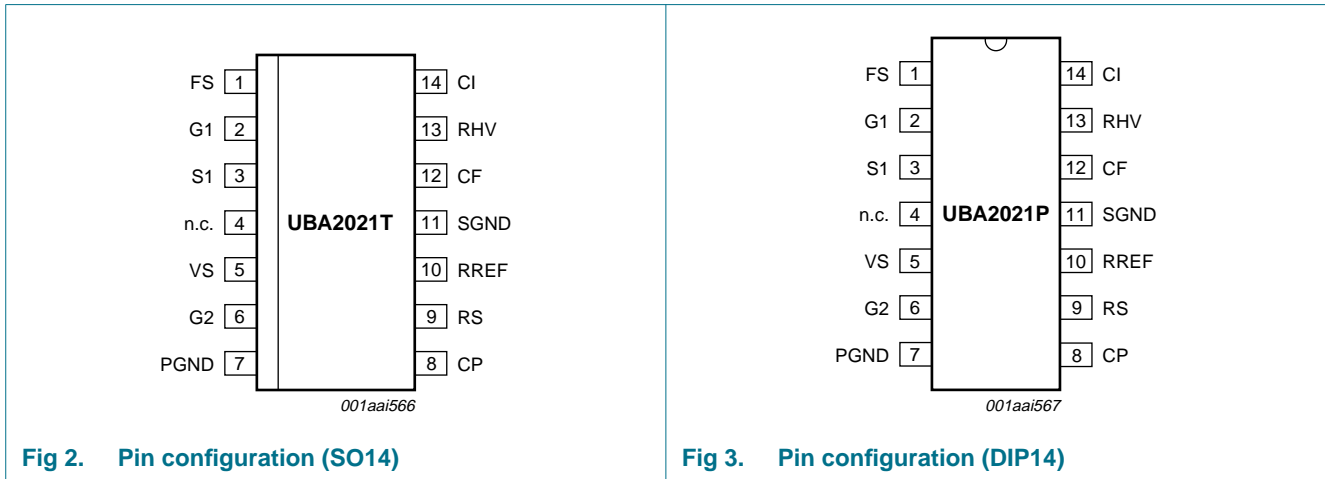 FS 1 14 CI
G1 2 13 RHV
S1 3 12 CF
n.c. 4 UBA2021T 11 SGND
VS 5 10 RREF
G2 6 9 RS
PGND 7 8 CP
001aai566
Fig 2. Pin configuration (SO14)
FS 1 14 CI
G1 2 13 RHV
S1 3 12 CF
n.c. 4 UBA2021P 11 SGND
VS 5 10 RREF
G2 6 9 RS
PGND 7 8 CP
001aai567
Fig 3. Pin configuration (DIP14)